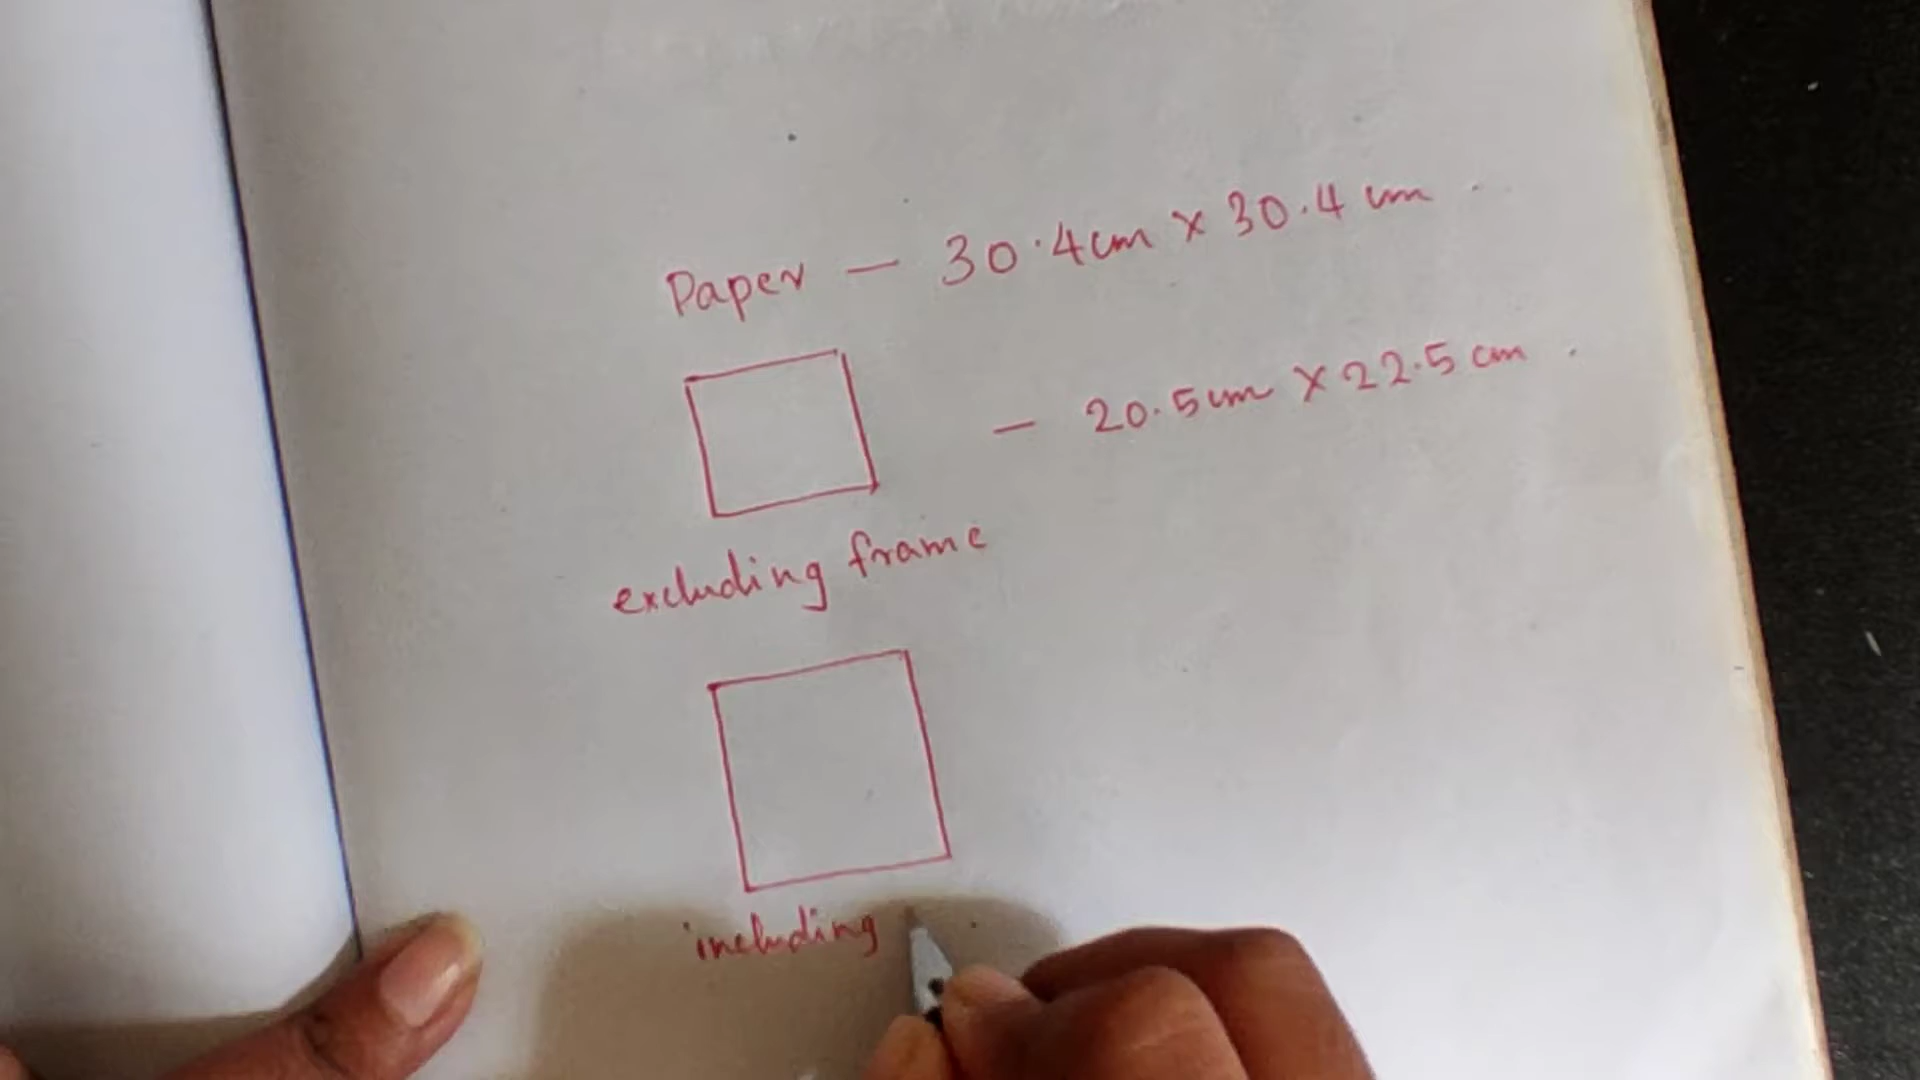 Paper — 30.4cm x 30.4 cm
— 20.5cm x 22.5 cm
excluding frame
including